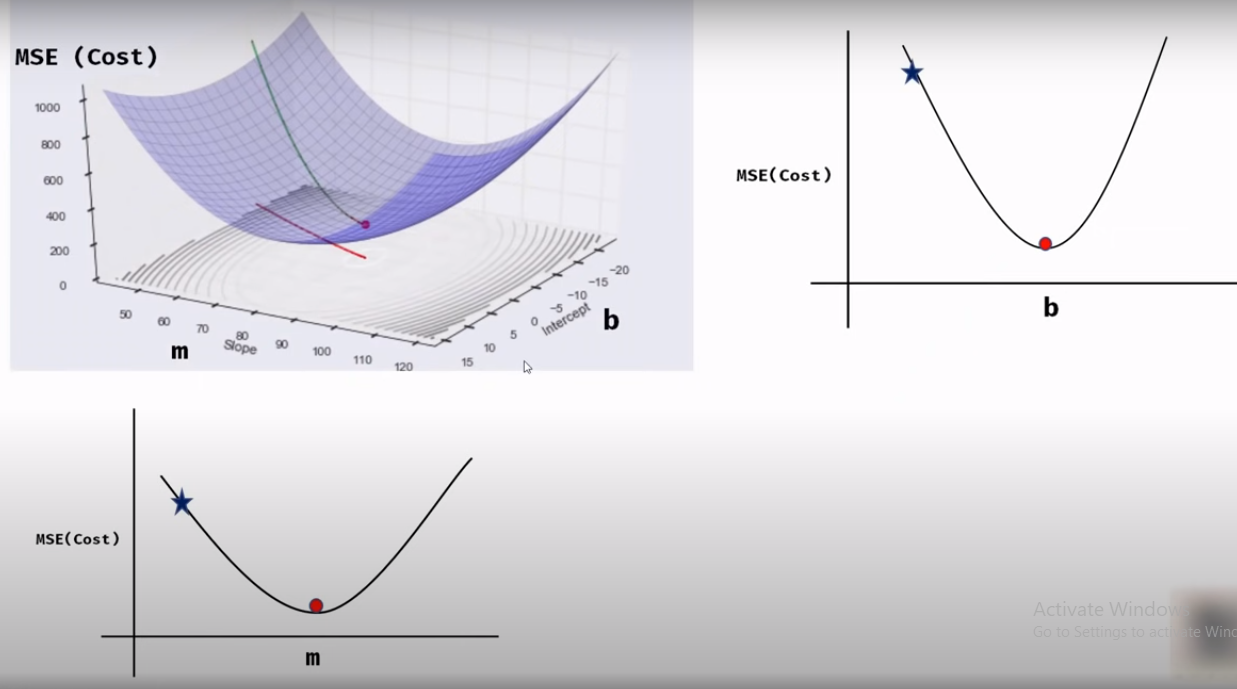 MSE (Cost)
1000
800
600
400
200
0
50
60
70
80
90
100
110
120
Slope
m
15
10
5
0
−5
−10
−15
−20
Intercept
b
MSE(Cost)
b
MSE(Cost)
m
Activate Windows
Go to Settings to activate Wind